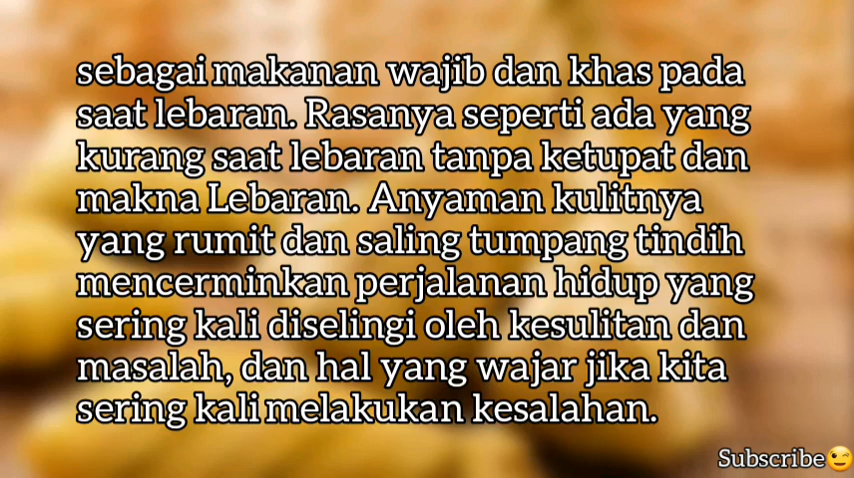 sebagai makanan wajib dan khas pada
saat lebaran. Rasanya seperti ada yang
kurang saat lebaran tanpa ketupat dan
makna Lebaran. Anyaman kulitnya
yang rumit dan saling tumpang tindih
mencerminkan perjalanan hidup yang
sering kali diselingi oleh kesulitan dan
masalah, dan hal yang wajar jika kita
sering kali melakukan kesalahan.
Subscribe😉